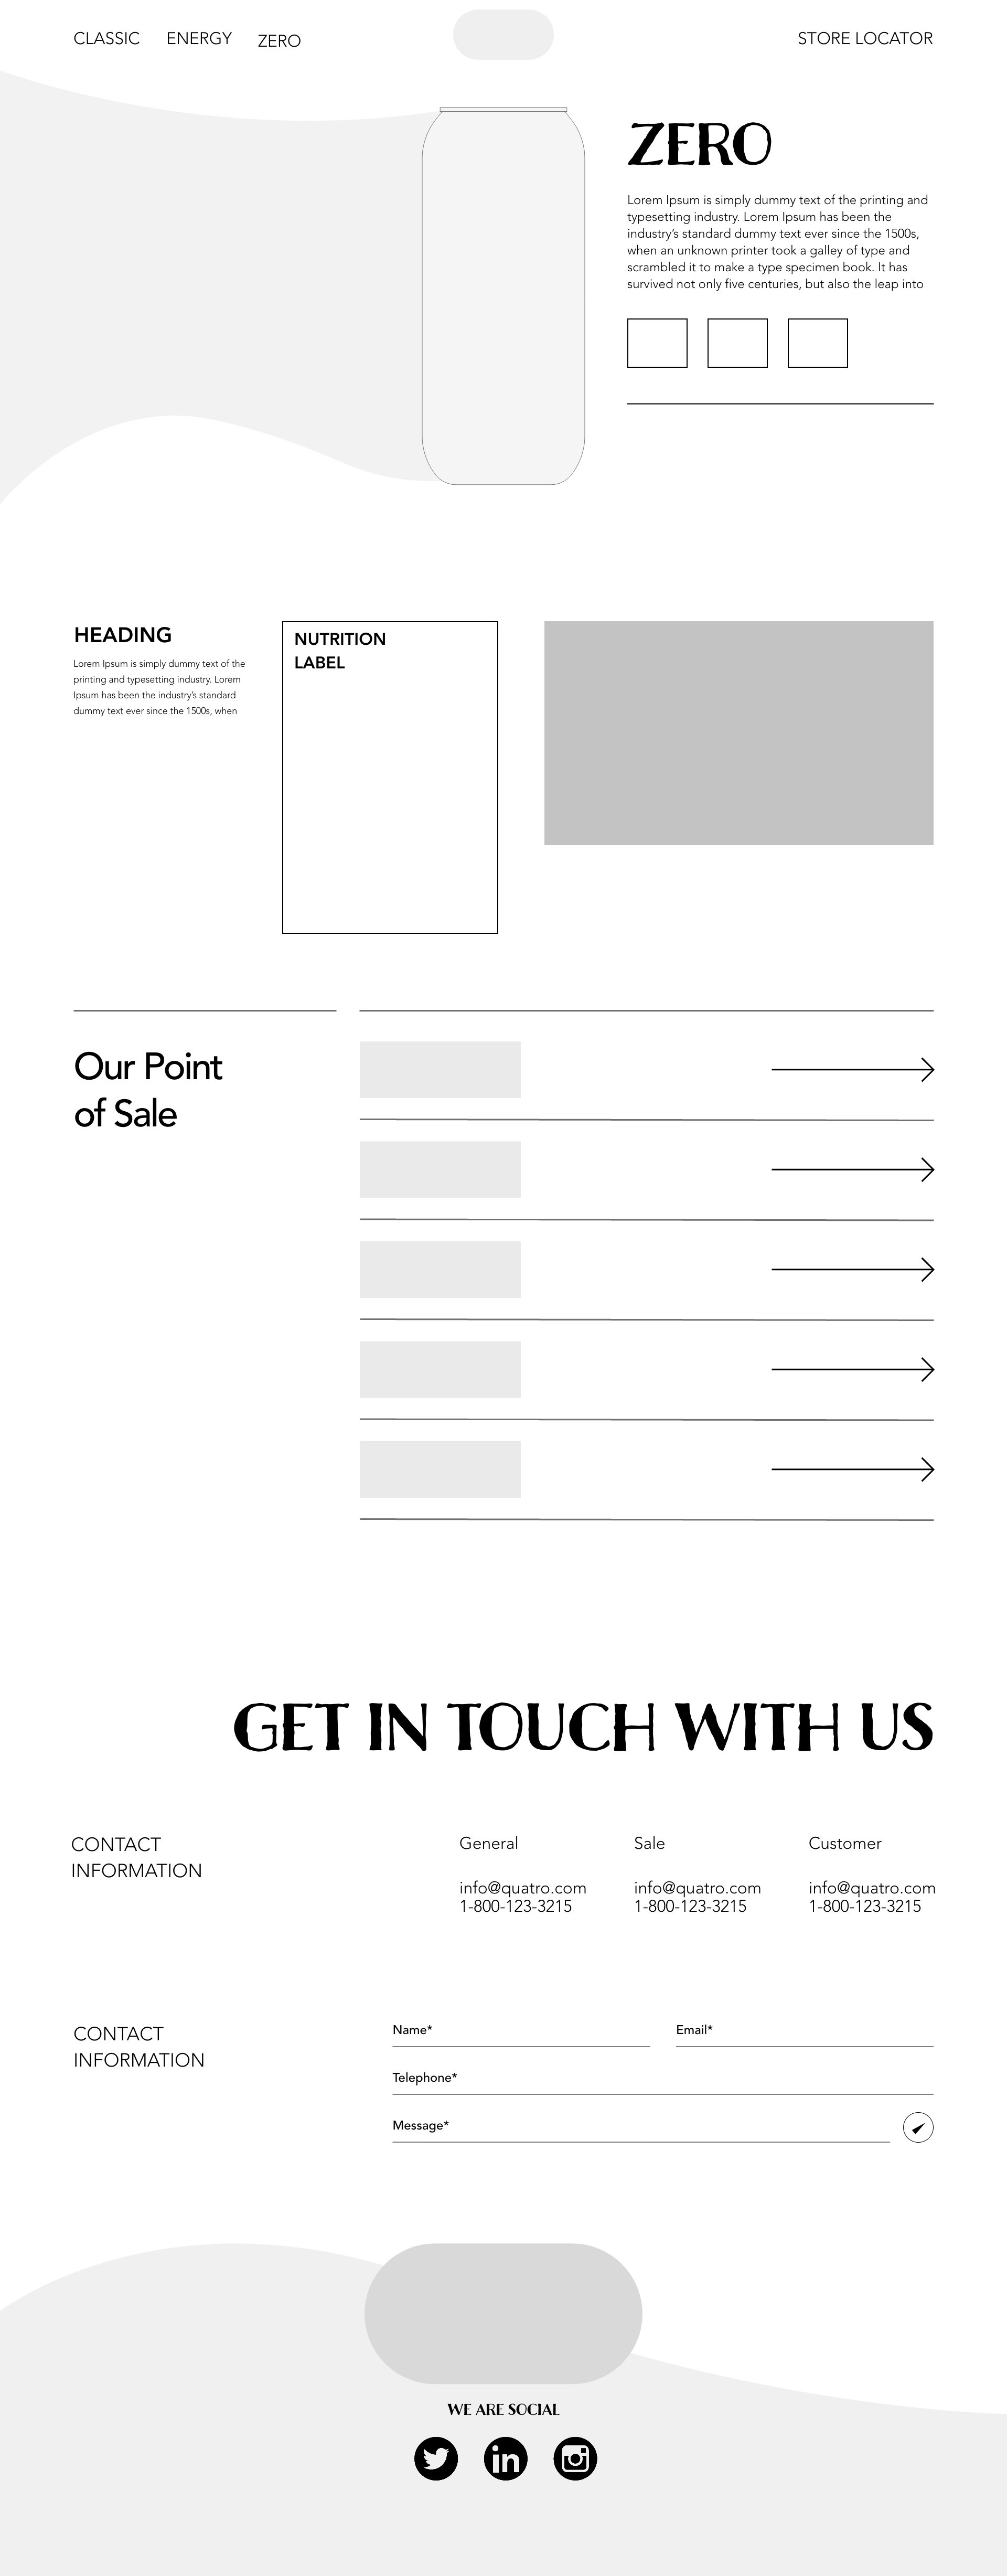 CLASSIC ENERGY ZERO STORE LOCATOR
ZERO
Lorem Ipsum is simply dummy text of the printing and
typesetting industry. Lorem Ipsum has been the
industry’s standard dummy text ever since the 1500s,
when an unknown printer took a galley of type and
scrambled it to make a type specimen book. It has
survived not only five centuries, but also the leap into
HEADING
Lorem Ipsum is simply dummy text of the
printing and typesetting industry. Lorem
Ipsum has been the industry’s standard
dummy text ever since the 1500s, when
NUTRITION
LABEL
Our Point
of Sale
GET IN TOUCH WITH US
CONTACT
INFORMATION
General
info@quatro.com
1-800-123-3215
Sale
info@quatro.com
1-800-123-3215
Customer
info@quatro.com
1-800-123-3215
CONTACT
INFORMATION
Name*
Email*
Telephone*
Message*
WE ARE SOCIAL
in